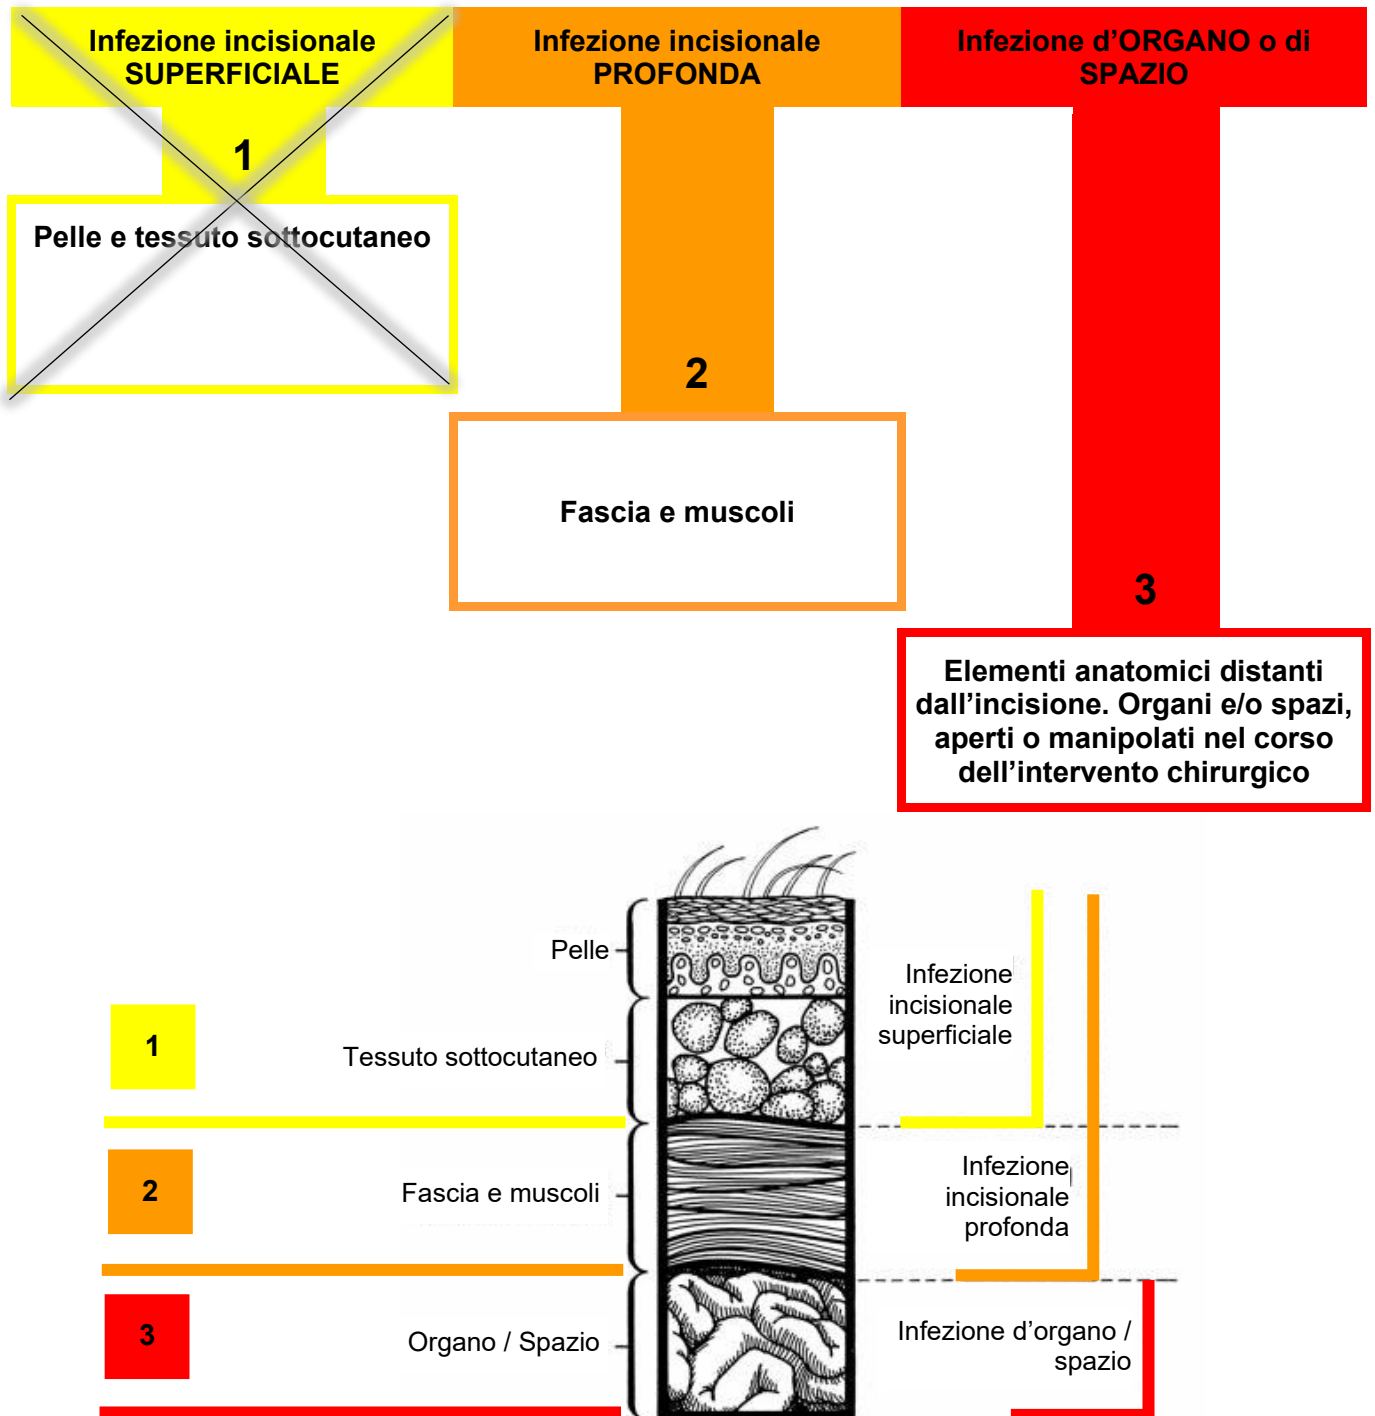 Infezione incisionale
SUPERFICIALE
1
Pelle e tessuto sottocutaneo
Infezione incisionale
PROFONDA
2
Fascia e muscoli
Infezione d’ORGANO o di
SPAZIO
3
Elementi anatomici distanti
dall’incisione. Organi e/o spazi,
aperti o manipolati nel corso
dell’intervento chirurgico
Pelle
Infezione
incisionale
superficiale
1
Tessuto sottocutaneo
2
Fascia e muscoli
Infezione
incisionale
profonda
3
Organo / Spazio
Infezione d’organo /
spazio